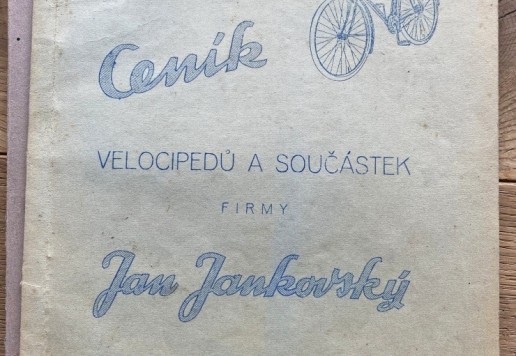 Ceník
VELOCIPEDŮ A SOUČÁSTEK
FIRMY
Jan Jankovský